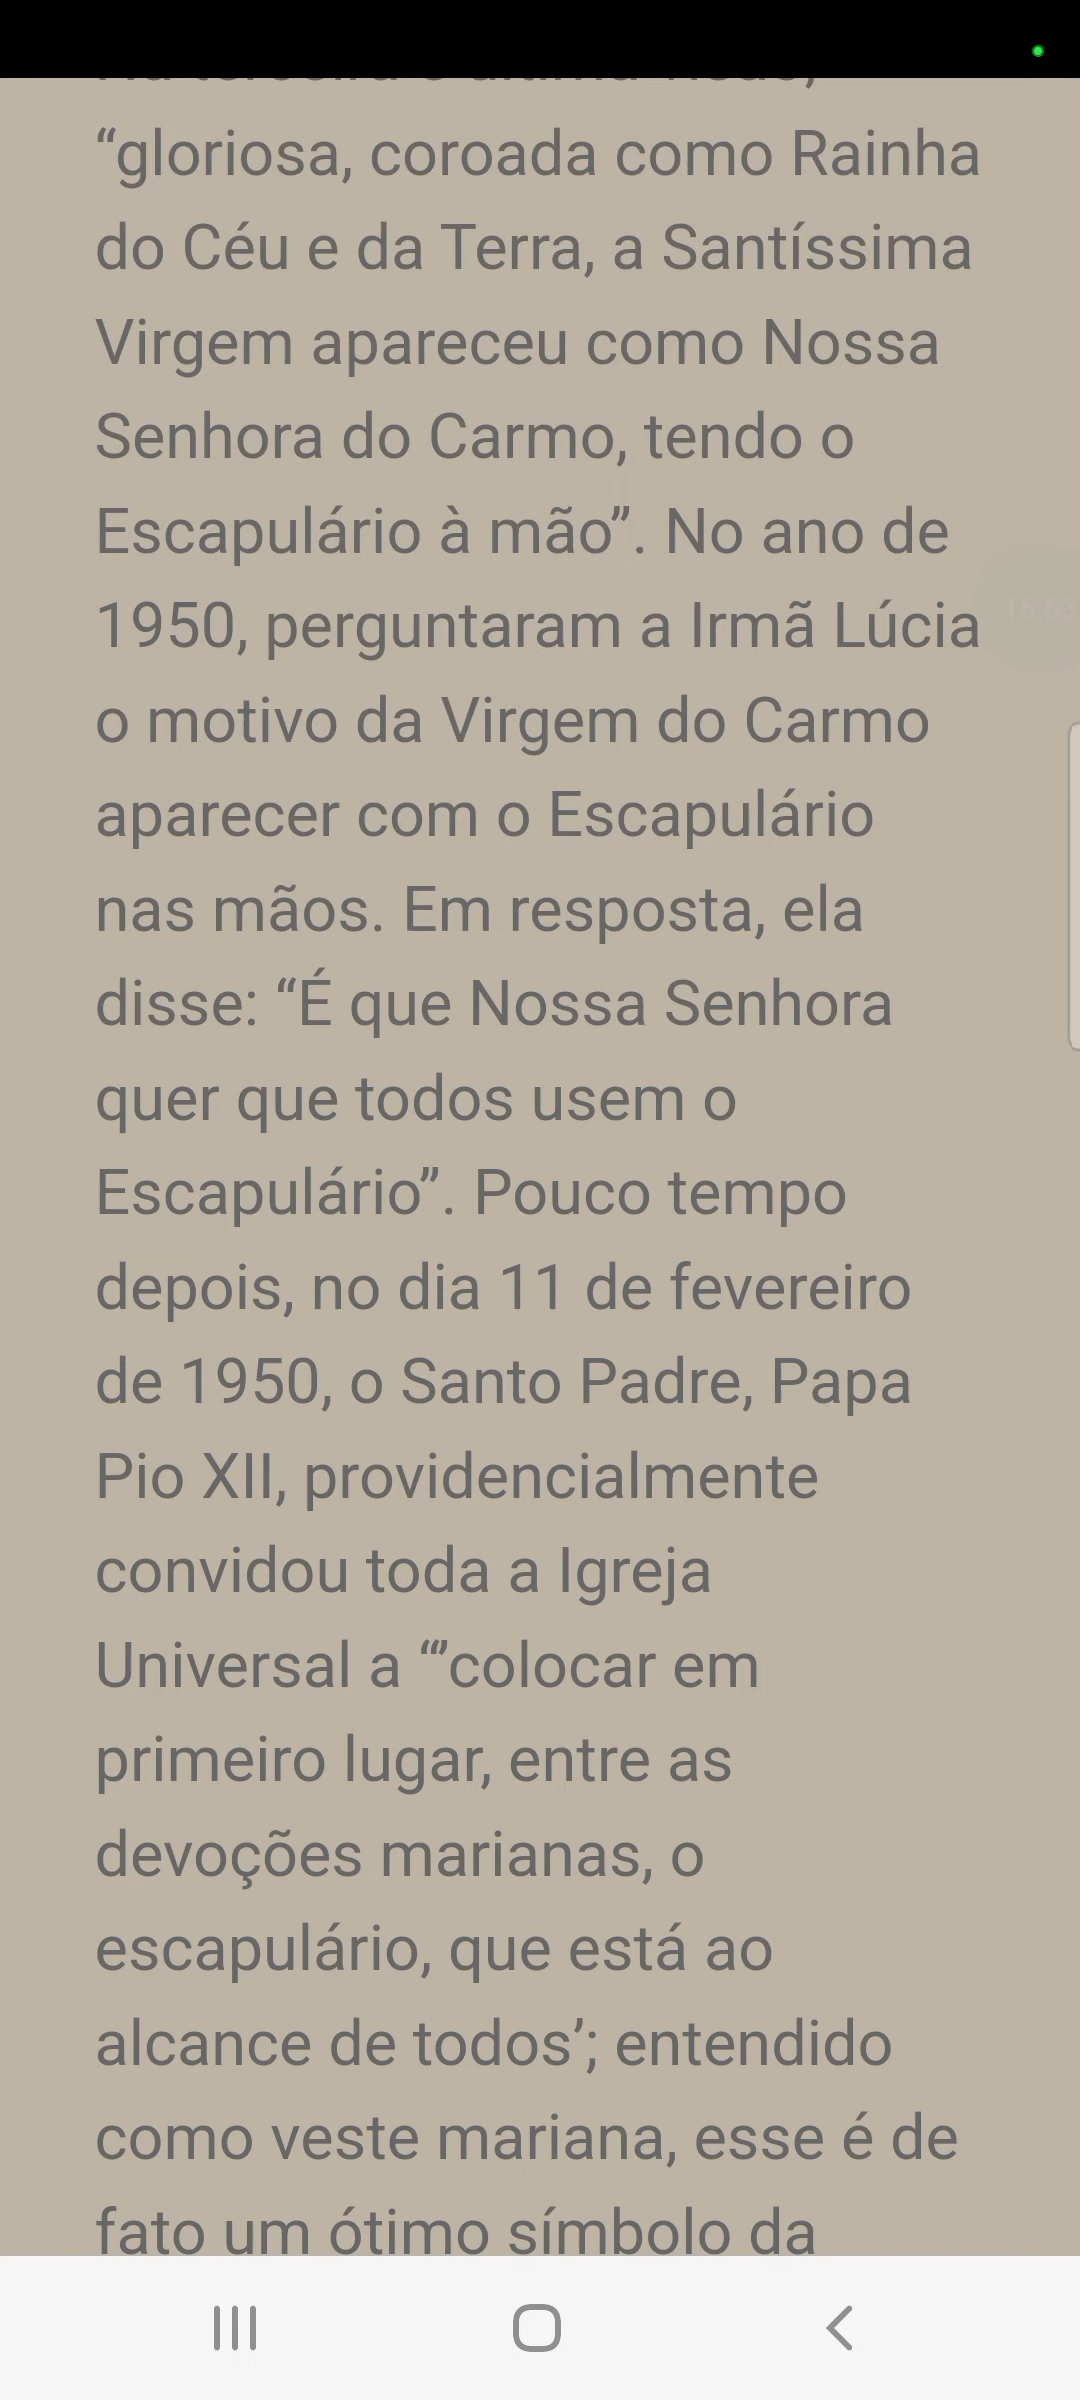 “gloriosa, coroada como Rainha
do Céu e da Terra, a Santíssima
Virgem apareceu como Nossa
Senhora do Carmo, tendo o
Escapulário à mão”. No ano de
1950, perguntaram a Irmã Lúcia
o motivo da Virgem do Carmo
aparecer com o Escapulário
nas mãos. Em resposta, ela
disse: “É que Nossa Senhora
quer que todos usem o
Escapulário”. Pouco tempo
depois, no dia 11 de fevereiro
de 1950, o Santo Padre, Papa
Pio XII, providencialmente
convidou toda a Igreja
Universal a “’colocar em
primeiro lugar, entre as
devoções marianas, o
escapulário, que está ao
alcance de todos’; entendido
como veste mariana, esse é de
fato um ótimo símbolo da